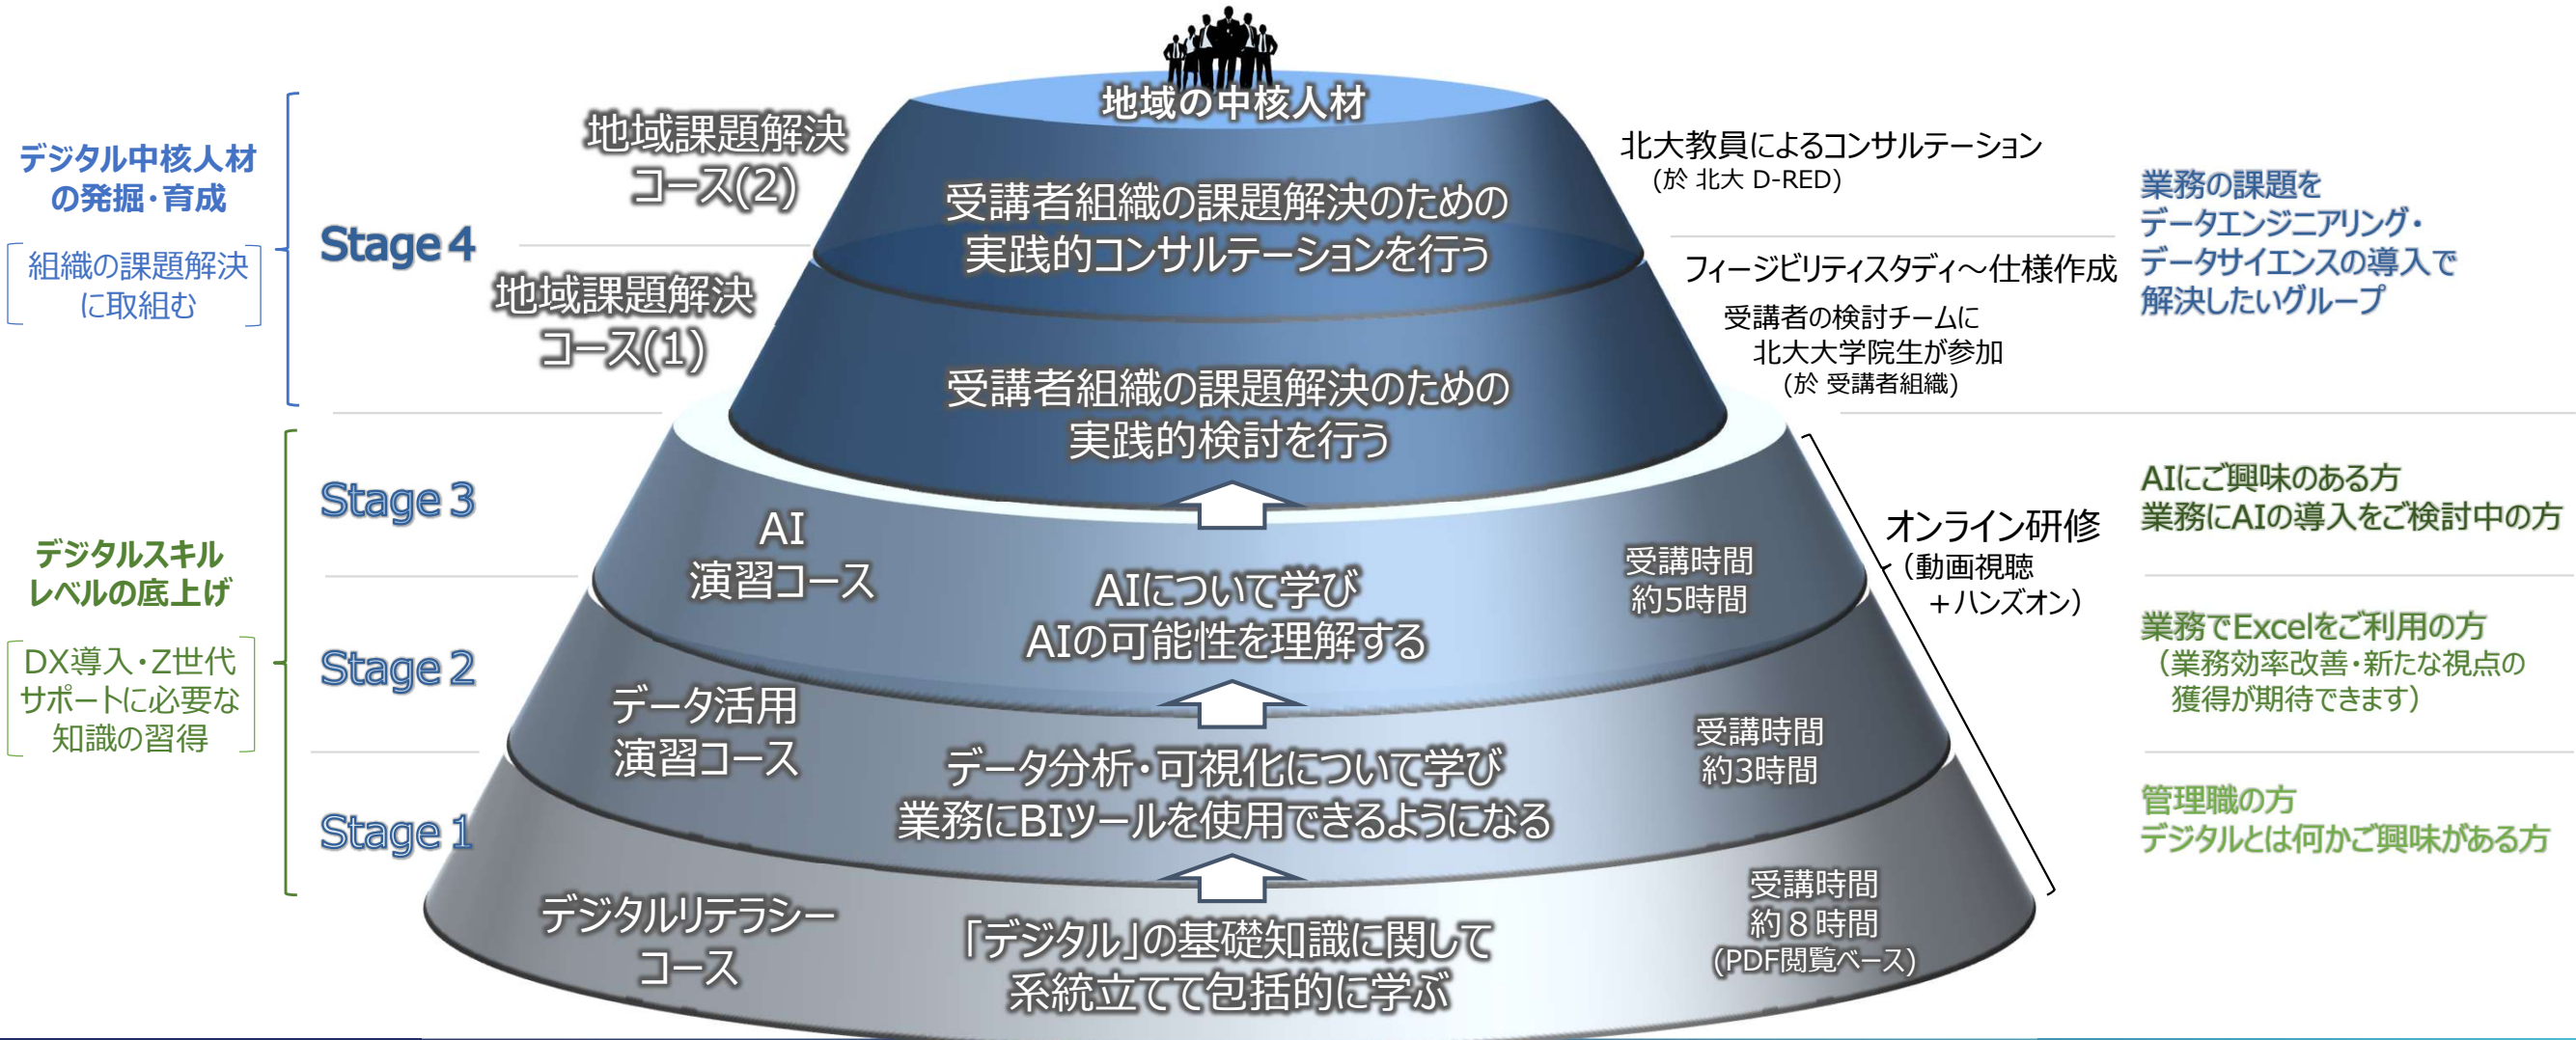 地域の中核人材
デジタル中核人材
の発掘・育成
組織の課題解決
に取組む
Stage 4
地域課題解決
コース(2)
受講者組織の課題解決のための
実践的コンサルテーションを行う
北大教員によるコンサルテーション
(於 北大 D-RED)
地域課題解決
コース(1)
受講者組織の課題解決のための
実践的検討を行う
フィージビリティスタディ～仕様作成
受講者の検討チームに
北大大学院生が参加
(於 受講者組織)
業務の課題を
データエンジニアリング・
データサイエンスの導入で
解決したいグループ
デジタルスキル
レベルの底上げ
DX導入・Z世代
サポートに必要な
知識の習得
Stage 3
AI
演習コース
AIについて学び
AIの可能性を理解する
受講時間
約5時間
オンライン研修
（動画視聴
＋ハンズオン）
AIにご興味のある方
業務にAIの導入をご検討中の方
Stage 2
データ活用
演習コース
データ分析・可視化について学び
業務にBIツールを使用できるようになる
受講時間
約3時間
業務でExcelをご利用の方
（業務効率改善・新たな視点の
獲得が期待できます）
Stage 1
デジタルリテラシー
コース
「デジタル」の基礎知識に関して
系統立てて包括的に学ぶ
受講時間
約８時間
(PDF閲覧ベース)
管理職の方
デジタルとは何かご興味がある方